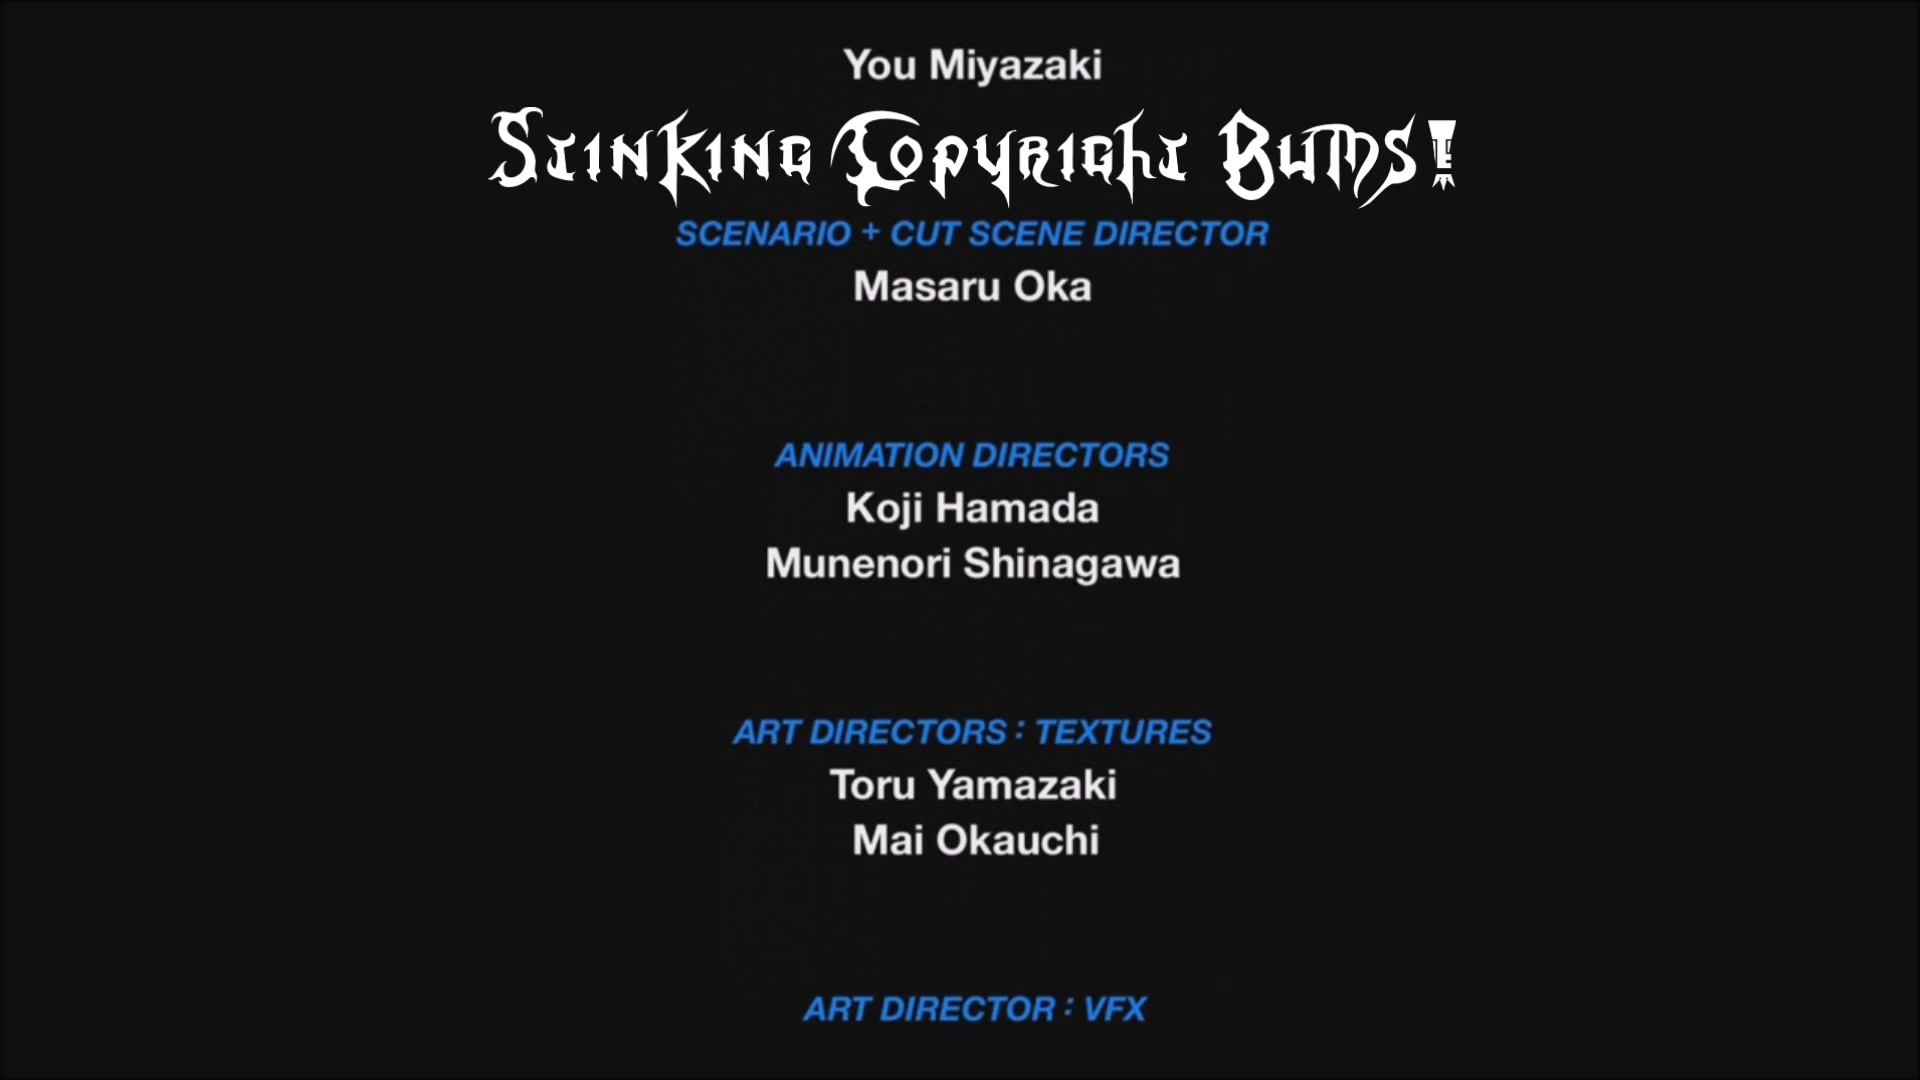 You Miyazaki
Stinking Copyright Bums!
SCENARIO + CUT SCENE DIRECTOR
Masaru Oka
ANIMATION DIRECTORS
Koji Hamada
Munenori Shinagawa
ART DIRECTORS : TEXTURES
Toru Yamazaki
Mai Okauchi
ART DIRECTOR : VFX